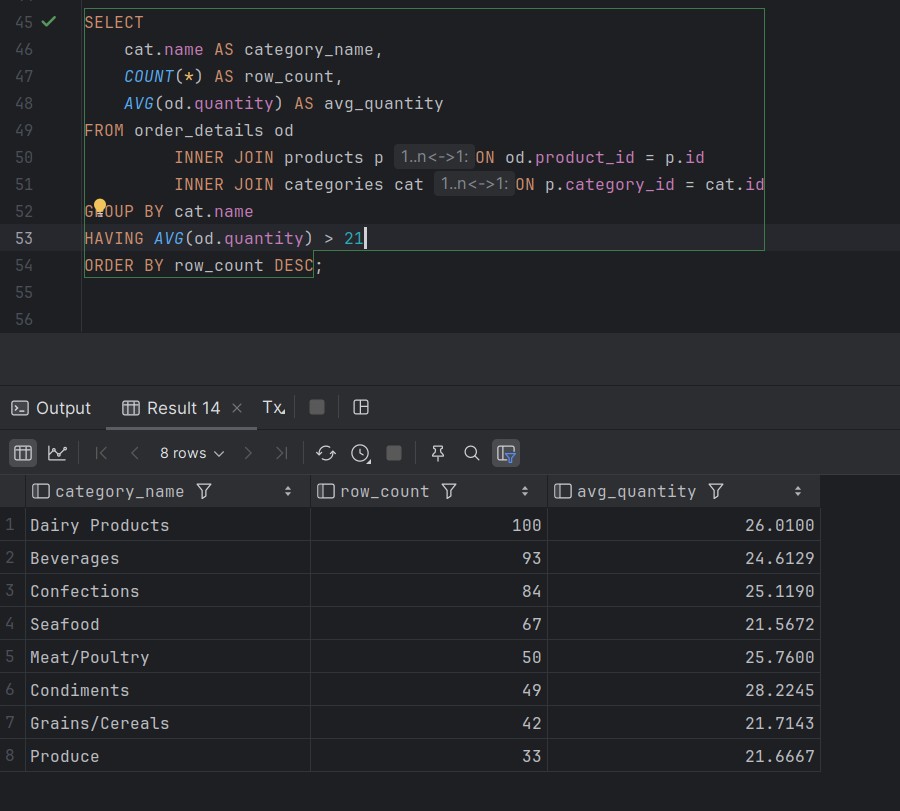 45 SELECT
46 cat.name AS category_name,
47 COUNT(*) AS row_count,
48 AVG(od.quantity) AS avg_quantity
49 FROM order_details od
50 INNER JOIN products p 1..n<->1: ON od.product_id = p.id
51 INNER JOIN categories cat 1..n<->1: ON p.category_id = cat.id
52 GROUP BY cat.name
53 HAVING AVG(od.quantity) > 21
54 ORDER BY row_count DESC;
55
56
Output Result 14 × Tx
8 rows
category_name row_count avg_quantity
1 Dairy Products 100 26.0100
2 Beverages 93 24.6129
3 Confections 84 25.1190
4 Seafood 67 21.5672
5 Meat/Poultry 50 25.7600
6 Condiments 49 28.2245
7 Grains/Cereals 42 21.7143
8 Produce 33 21.6667